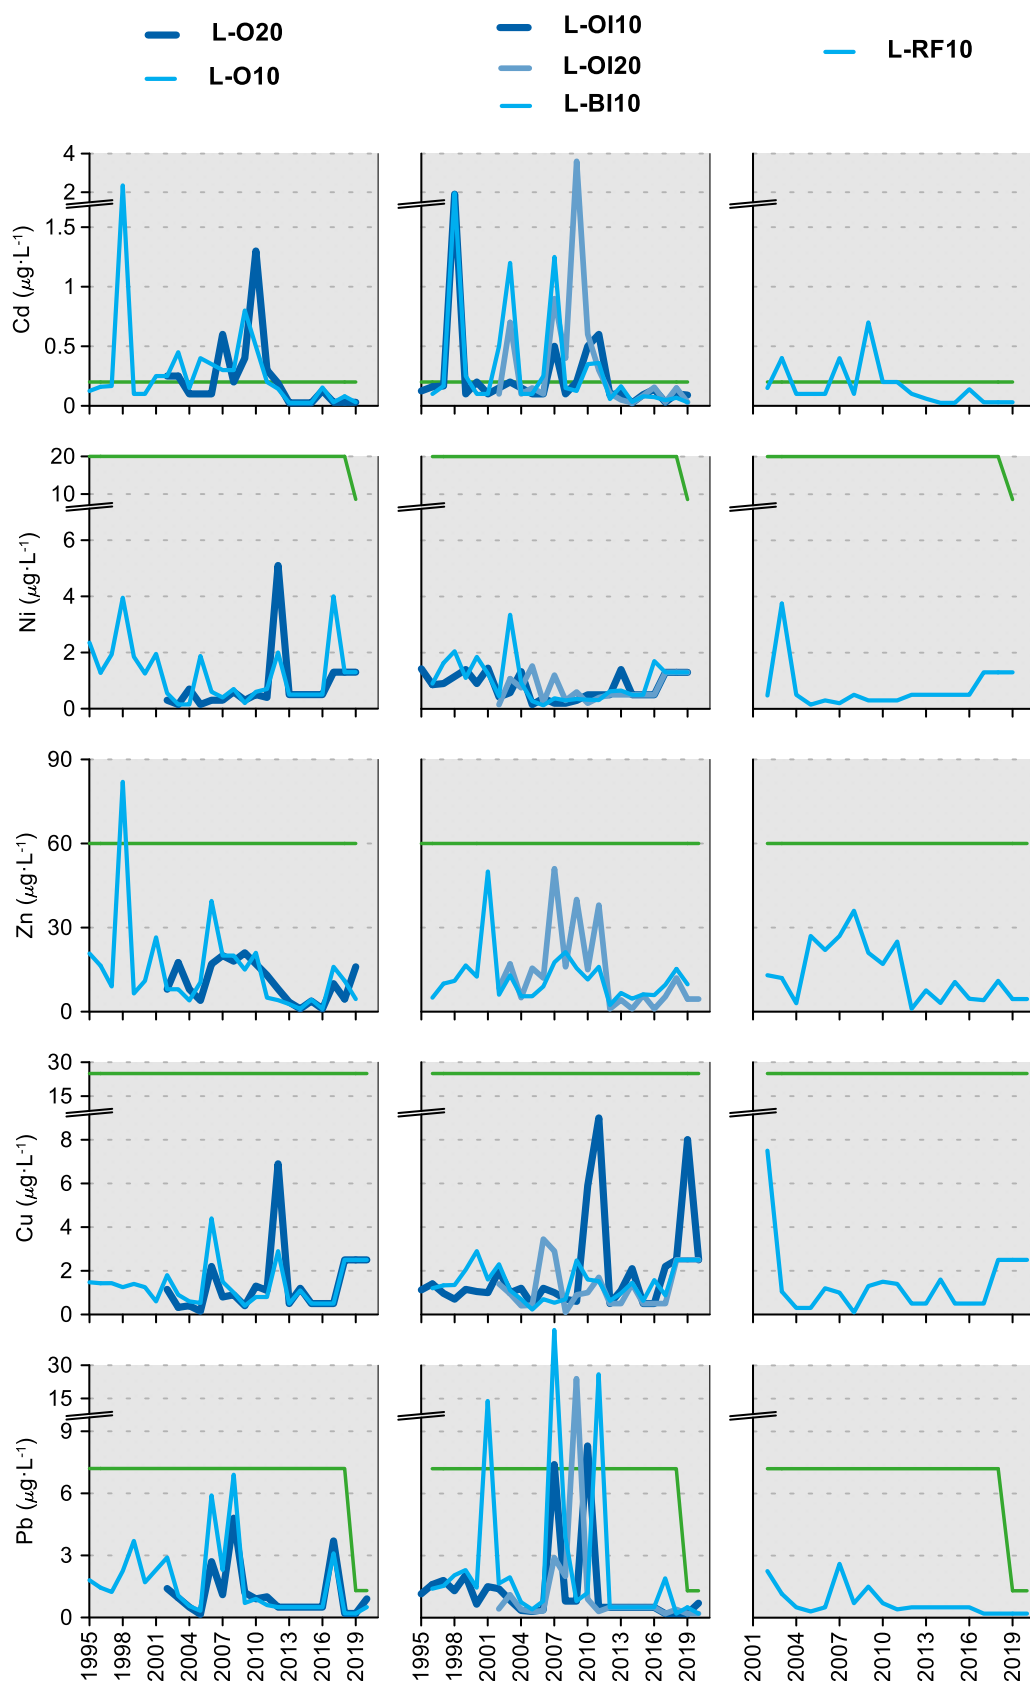 L-O20
L-O10
L-OI10
L-OI20
L-BI10
L-RF10
Cd (µg·L⁻¹)
4
2
1.5
1
0.5
0
Ni (µg·L⁻¹)
20
10
6
4
2
0
Zn (µg·L⁻¹)
90
60
30
0
Cu (µg·L⁻¹)
30
15
8
6
4
2
0
Pb (µg·L⁻¹)
30
15
9
6
3
0
1995 1998 2001 2004 2007 2010 2013 2016 2019
1995 1998 2001 2004 2007 2010 2013 2016 2019
2001 2004 2007 2010 2013 2016 2019